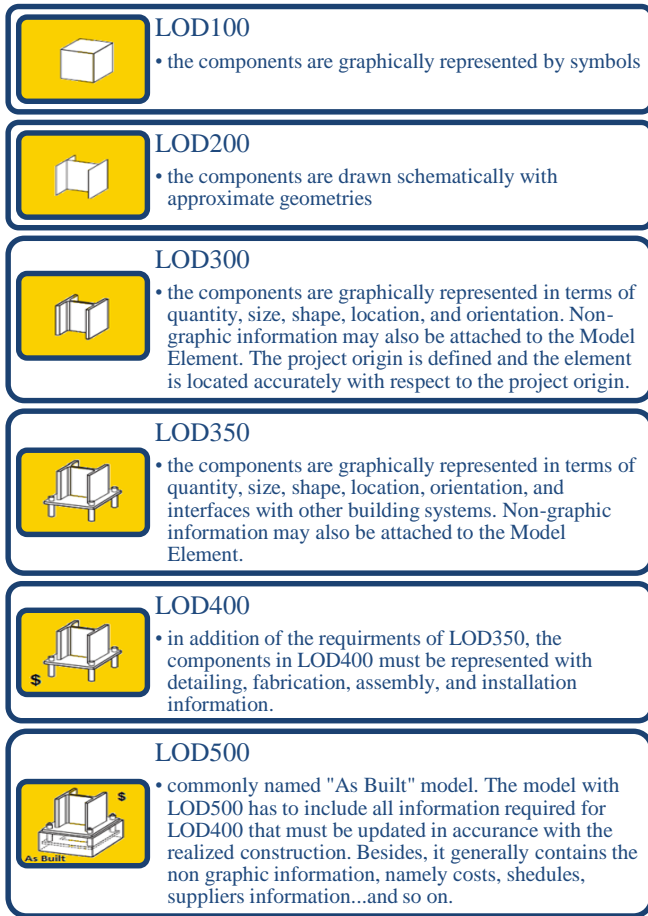 LOD100
• the components are graphically represented by symbols
LOD200
• the components are drawn schematically with
approximate geometries
LOD300
• the components are graphically represented in terms of
quantity, size, shape, location, and orientation. Non-
graphic information may also be attached to the Model
Element. The project origin is defined and the element
is located accurately with respect to the project origin.
LOD350
• the components are graphically represented in terms of
quantity, size, shape, location, orientation, and
interfaces with other building systems. Non-graphic
information may also be attached to the Model
Element.
LOD400
• in addition of the requirments of LOD350, the
components in LOD400 must be represented with
detailing, fabrication, assembly, and installation
information.
$
LOD500
• commonly named "As Built" model. The model with
LOD500 has to include all information required for
LOD400 that must be updated in accurance with the
realized construction. Besides, it generally contains the
non graphic information, namely costs, shedules,
suppliers information...and so on.
$
As Built